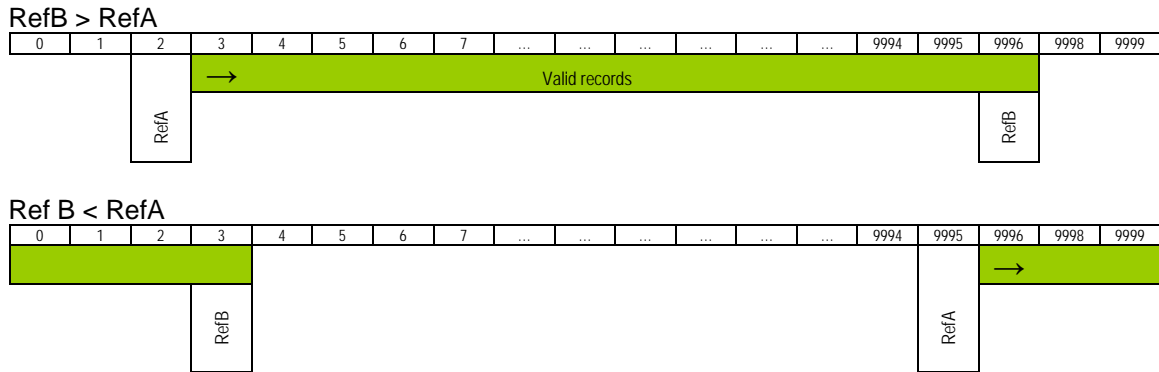 RefB > RefA
0 1 2 3 4 5 6 7 ... ... ... ... ... ... 9994 9995 9996 9998 9999
→ Valid records
RefA RefB
Ref B < RefA
0 1 2 3 4 5 6 7 ... ... ... ... ... ... 9994 9995 9996 9998 9999
→
RefB RefA